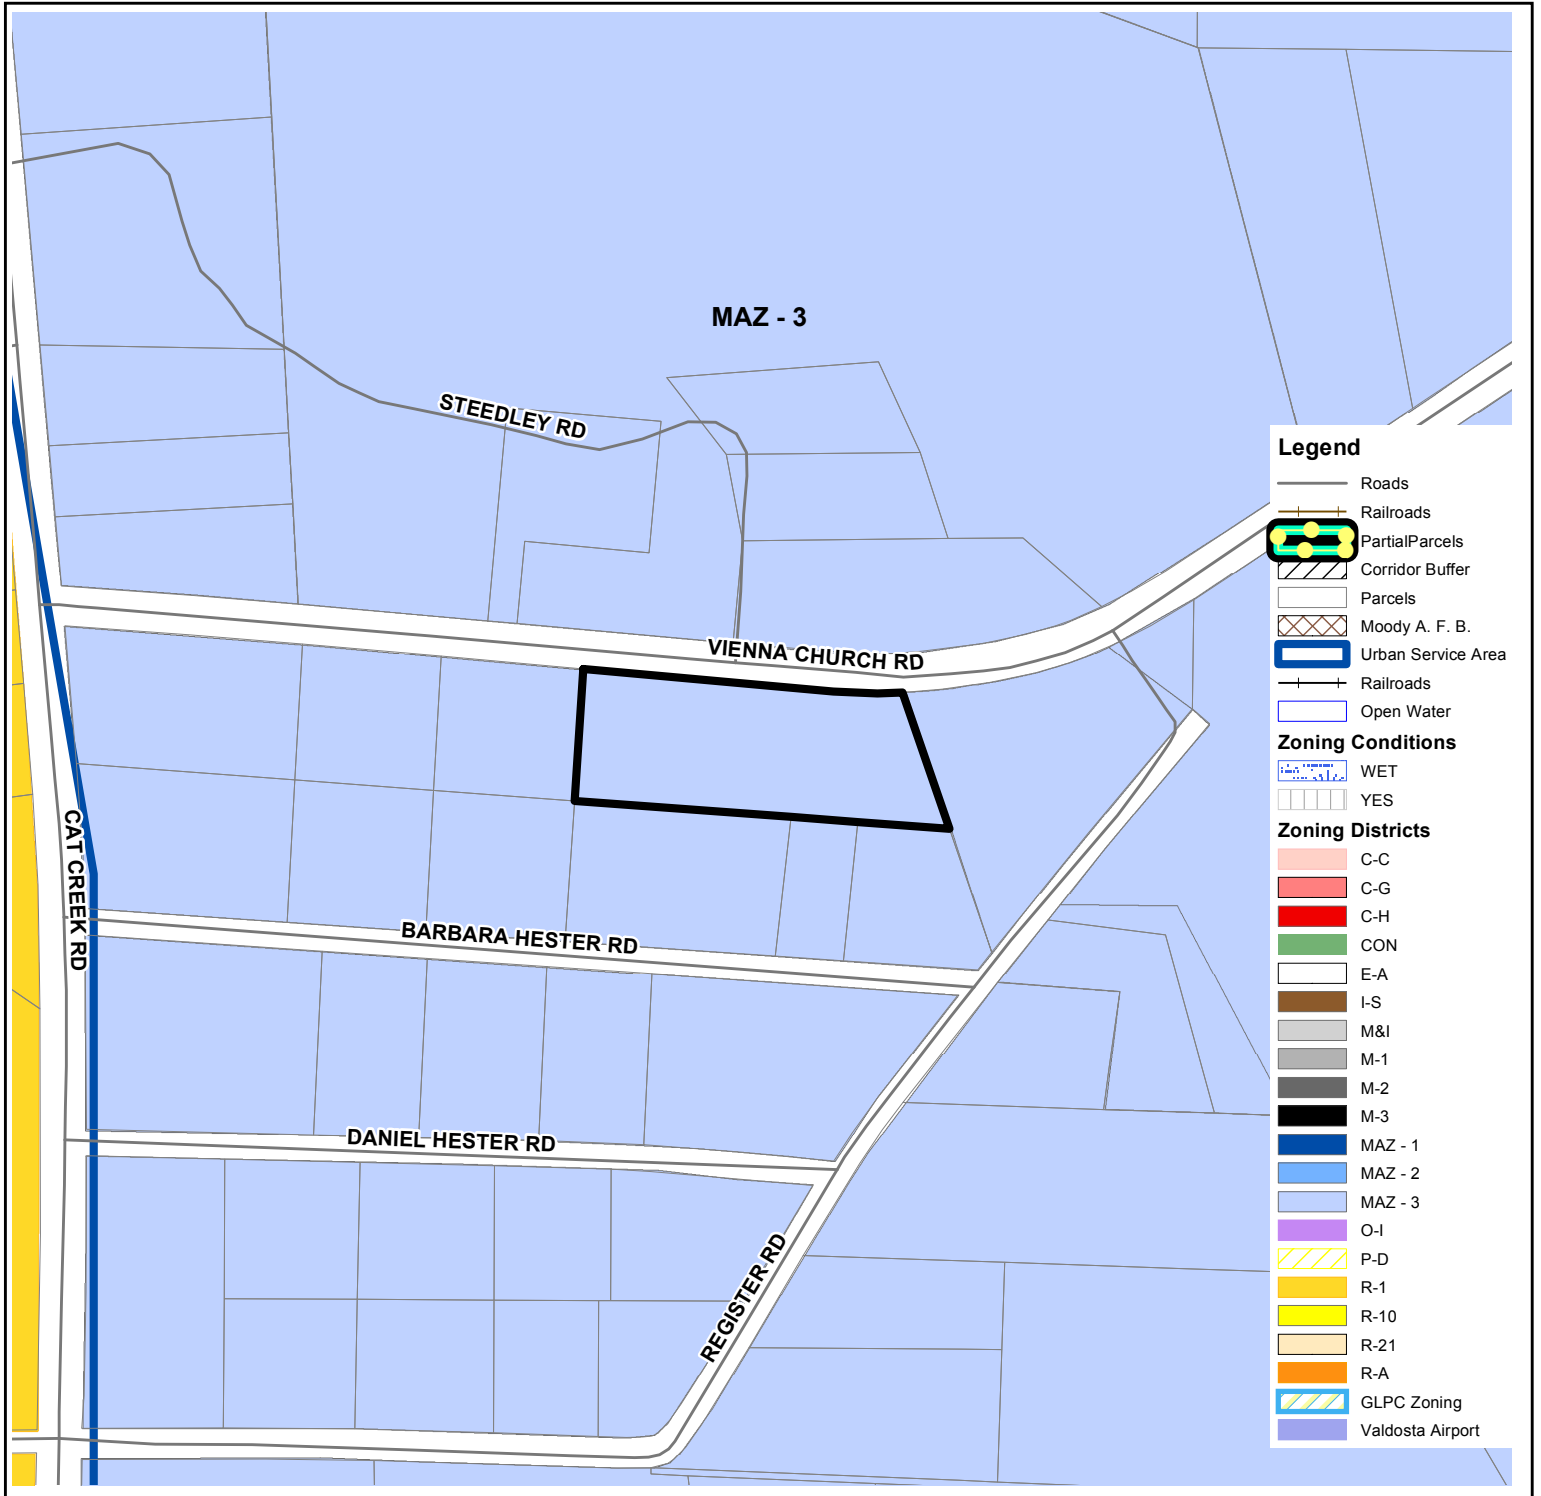 MAZ - 3
STEEDLEY RD
VIENNA CHURCH RD
CAT CREEK RD
BARBARA HESTER RD
DANIEL HESTER RD
REGISTER RD
Legend
Roads
Railroads
PartialParcels
Corridor Buffer
Parcels
Moody A. F. B.
Urban Service Area
Railroads
Open Water
Zoning Conditions
WET
YES
Zoning Districts
C-C
C-G
C-H
CON
E-A
I-S
M&I
M-1
M-2
M-3
MAZ - 1
MAZ - 2
MAZ - 3
O-I
P-D
R-1
R-10
R-21
R-A
GLPC Zoning
Valdosta Airport